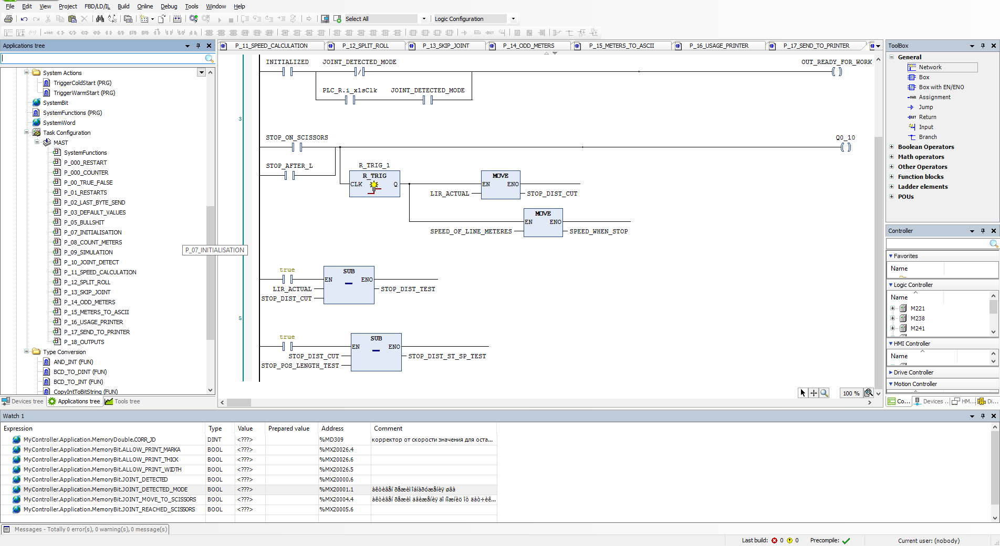 File Edit View Project FBD/LD/IL Build Online Debug Tools Window Help
Select All Logic Configuration
Applications tree
System Actions
TriggerColdStart (PRG)
TriggerWarmStart (PRG)
SystemBit
SystemFunctions (PRG)
SystemWord
Task Configuration
MAST
SystemFunctions
P_000_RESTART
P_000_COUNTER
P_00_TRUE_FALSE
P_01_RESTARTS
P_02_LAST_BYTE_SEND
P_03_DEFAULT_VALUES
P_05_BULLSHIT
P_07_INITIALISATION
P_08_COUNT_METERS
P_09_SIMULATION
P_10_JOINT_DETECT
P_11_SPEED_CALCULATION
P_12_SPLIT_ROLL
P_13_SKIP_JOINT
P_14_ODD_METERS
P_15_METERS_TO_ASCII
P_16_USAGE_PRINTER
P_17_SEND_TO_PRINTER
P_18_OUTPUTS
Type Conversion
AND_INT (FUN)
BCD_TO_DINT (FUN)
BCD_TO_INT (FUN)
CopyIntToBitString (FUN)
P_07_INITIALISATION
Devices tree Applications tree Tools tree
P_11_SPEED_CALCULATION P_12_SPLIT_ROLL P_13_SKIP_JOINT P_14_ODD_METERS P_15_METERS_TO_ASCII P_16_USAGE_PRINTER P_17_SEND_TO_PRINTER
INITIALIZED JOINT_DETECTED_MODE OUT_READY_FOR_WORK
PLC_R.i_x1sClk JOINT_DETECTED_MODE
3
STOP_ON_SCISSORS Q0_10
STOP_AFTER_L R_TRIG_1
R_TRIG MOVE
CLK Q EN ENO
LIR_ACTUAL STOP_DIST_CUT
MOVE
EN ENO
SPEED_OF_LINE_METERES SPEED_WHEN_STOP
true SUB
EN ENO
LIR_ACTUAL STOP_DIST_TEST
STOP_DIST_CUT
5
true SUB
EN ENO
STOP_DIST_CUT STOP_DIST_ST_SP_TEST
STOP_POS_LENGTH_TEST
100 %
ToolBox
General
Network
Box
Box with EN/ENO
Assignment
Jump
Return
Input
Branch
Boolean Operators
Math operators
Other Operators
Function blocks
Ladder elements
POUs
Controller
Favorites
Name
Logic Controller
Name
M221
M238
M241
HMI Controller
Name
Drive Controller
Motion Controller
Co... Devices ... HM... Di...
Watch 1
Expression Type Value Prepared value Address Comment
MyController.Application.MemoryDouble.CORR_JD DINT <???> %MD309 корректор от скорости значения для оста...
MyController.Application.MemoryBit.ALLOW_PRINT_MARKA BOOL <???> %MX20026.4
MyController.Application.MemoryBit.ALLOW_PRINT_THICK BOOL <???> %MX20026.6
MyController.Application.MemoryBit.ALLOW_PRINT_WIDTH BOOL <???> %MX20026.5
MyController.Application.MemoryBit.JOINT_DETECTED BOOL <???> %MX20000.6
MyController.Application.MemoryBit.JOINT_DETECTED_MODE BOOL <???> %MX20001.1 àêòèâåí ðåæèì îáíàðóæåíèÿ øâà
MyController.Application.MemoryBit.JOINT_MOVE_TO_SCISSORS BOOL <???> %MX20004.4 àêòèâåí ðåæèì äâèæåíèÿ äî íîæíèö îò äàò÷èê...
MyController.Application.MemoryBit.JOINT_REACHED_SCISSORS BOOL <???> %MX20005.6
Messages - Totally 0 error(s), 0 warning(s), 0 message(s)
Last build: 0 0 Precompile: Current user: (nobody)